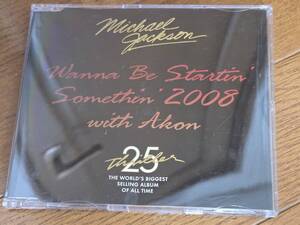 Michael
Jackson
Wanna Be Startin'
Somethin' 2008
with Akon
25
Thriller
THE WORLD'S BIGGEST
SELLING ALBUM
OF ALL TIME